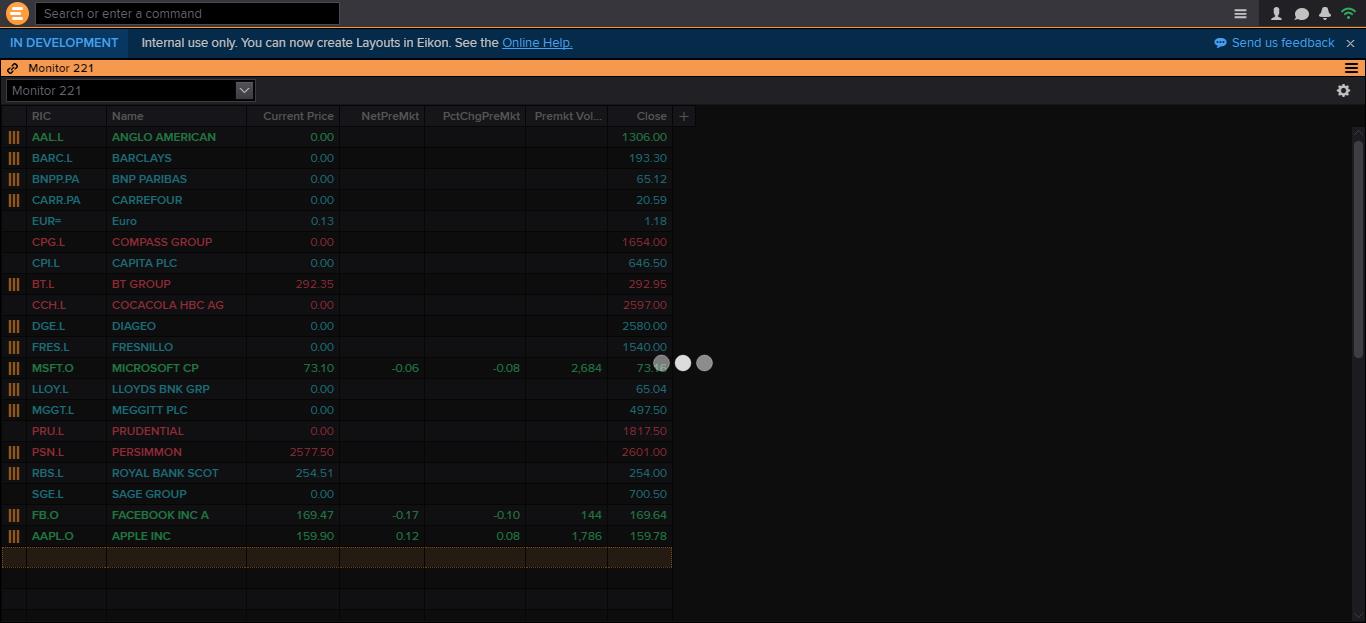 Search or enter a command
IN DEVELOPMENT Internal use only. You can now create Layouts in Eikon. See the Online Help. Send us feedback
Monitor 221
Monitor 221
RIC Name Current Price NetPreMkt PctChgPreMkt Premkt Vol... Close +
AAL.L ANGLO AMERICAN 0.00 1306.00
BARC.L BARCLAYS 0.00 193.30
BNPP.PA BNP PARIBAS 0.00 65.12
CARR.PA CARREFOUR 0.00 20.59
EUR= Euro 0.13 1.18
CPG.L COMPASS GROUP 0.00 1654.00
CPI.L CAPITA PLC 0.00 646.50
BT.L BT GROUP 292.35 292.95
CCH.L COCACOLA HBC AG 0.00 2597.00
DGE.L DIAGEO 0.00 2580.00
FRES.L FRESNILLO 0.00 1540.00
MSFT.O MICROSOFT CP 73.10 -0.06 -0.08 2,684
LLOY.L LLOYDS BNK GRP 0.00 65.04
MGGT.L MEGGITT PLC 0.00 497.50
PRU.L PRUDENTIAL 0.00 1817.50
PSN.L PERSIMMON 2577.50 2601.00
RBS.L ROYAL BANK SCOT 254.51 254.00
SGE.L SAGE GROUP 0.00 700.50
FB.O FACEBOOK INC A 169.47 -0.17 -0.10 144 169.64
AAPL.O APPLE INC 159.90 0.12 0.08 1,786 159.78